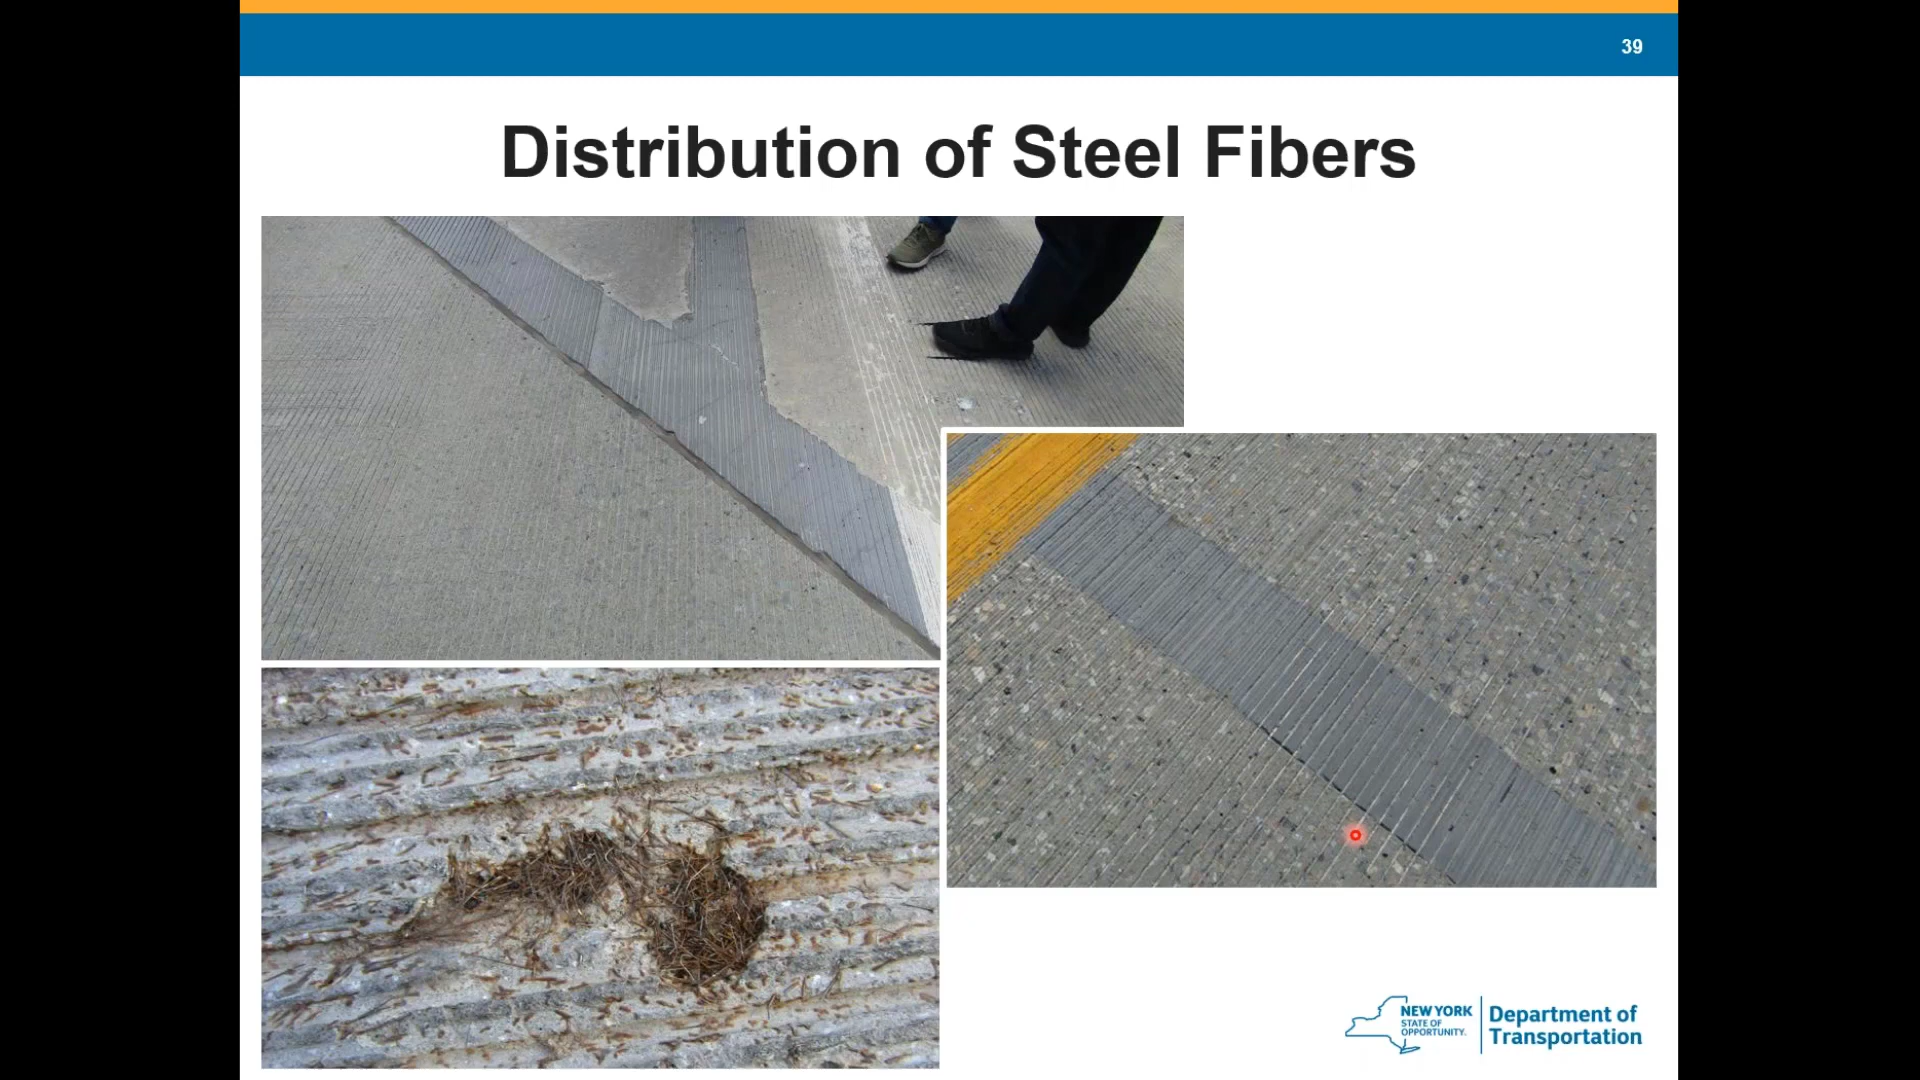 39
Distribution of Steel Fibers
NEW YORK
STATE OF
OPPORTUNITY.
Department of
Transportation